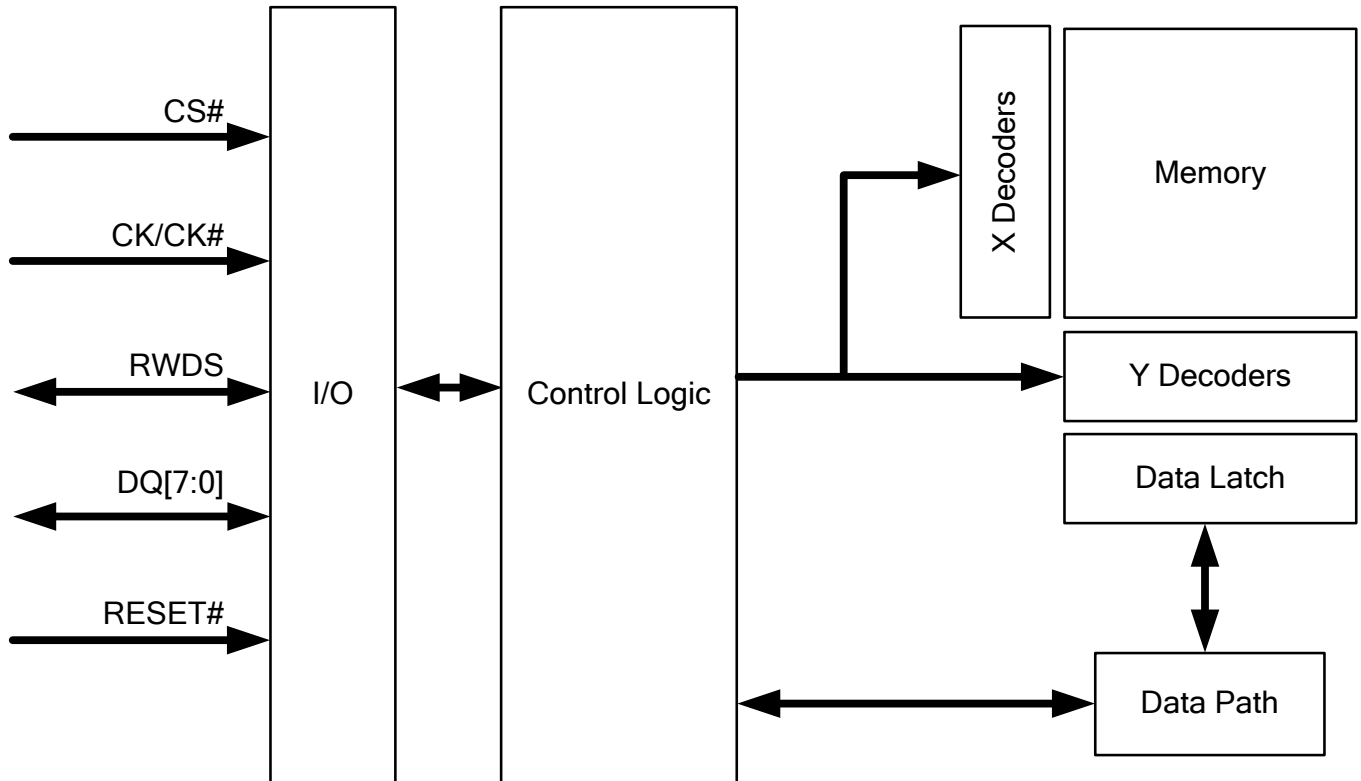 CS#
CK/CK#
RWDS
DQ[7:0]
RESET#
I/O
Control Logic
X Decoders
Memory
Y Decoders
Data Latch
Data Path